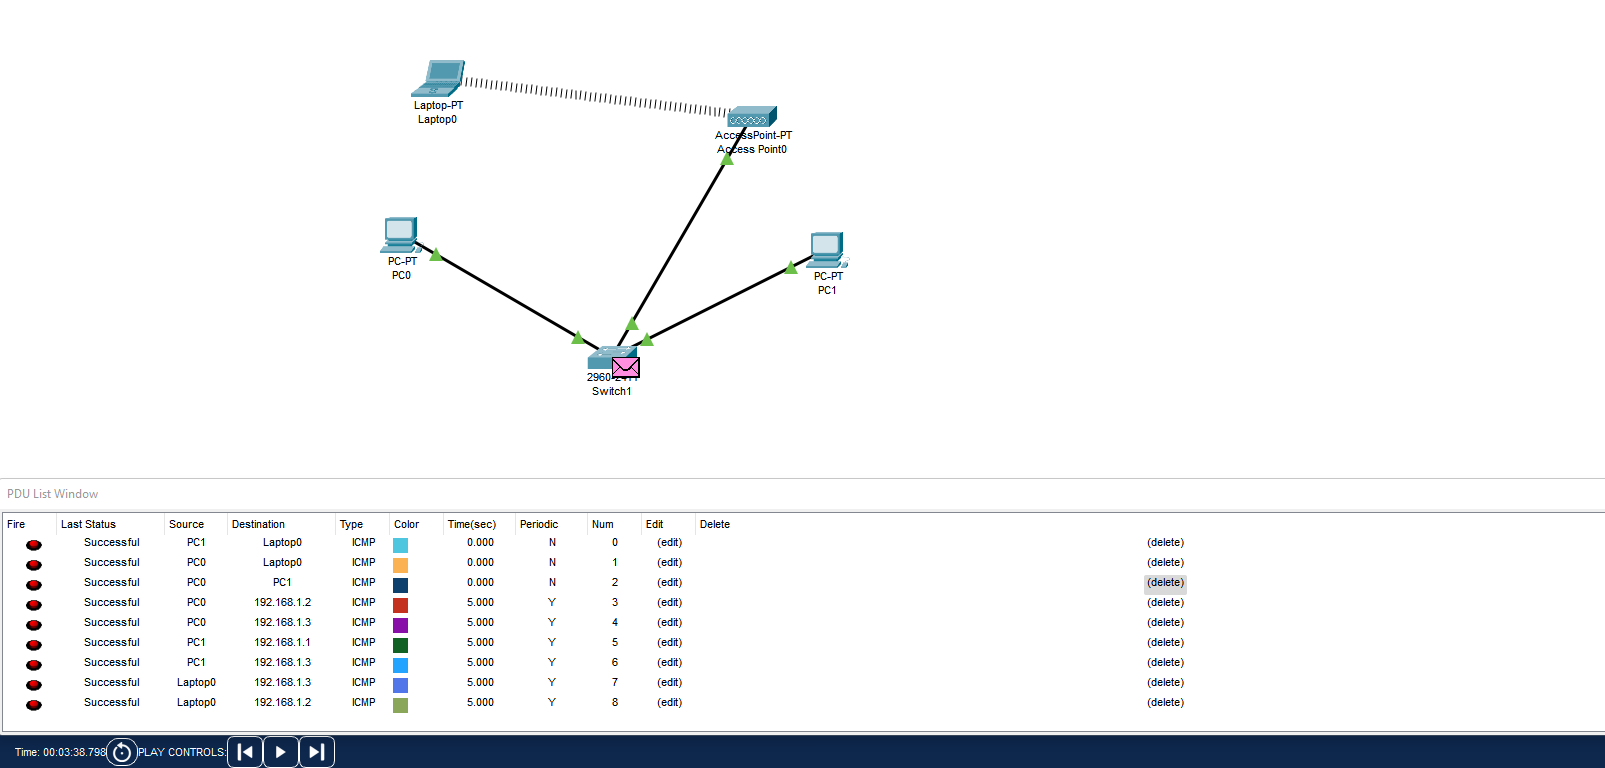 Laptop-PT
Laptop0
AccessPoint-PT
Access Point0
PC-PT
PC0
PC-PT
PC1
Switch1
PDU List Window
Fire Last Status Source Destination Type Color Time(sec) Periodic Num Edit Delete
Successful PC1 Laptop0 ICMP 0.000 N 0 (edit) (delete)
Successful PC0 Laptop0 ICMP 0.000 N 1 (edit) (delete)
Successful PC0 PC1 ICMP 0.000 N 2 (edit) (delete)
Successful PC0 192.168.1.2 ICMP 5.000 Y 3 (edit) (delete)
Successful PC0 192.168.1.3 ICMP 5.000 Y 4 (edit) (delete)
Successful PC1 192.168.1.1 ICMP 5.000 Y 5 (edit) (delete)
Successful PC1 192.168.1.3 ICMP 5.000 Y 6 (edit) (delete)
Successful Laptop0 192.168.1.3 ICMP 5.000 Y 7 (edit) (delete)
Successful Laptop0 192.168.1.2 ICMP 5.000 Y 8 (edit) (delete)
Time: 00:03:38.798 PLAY CONTROLS: